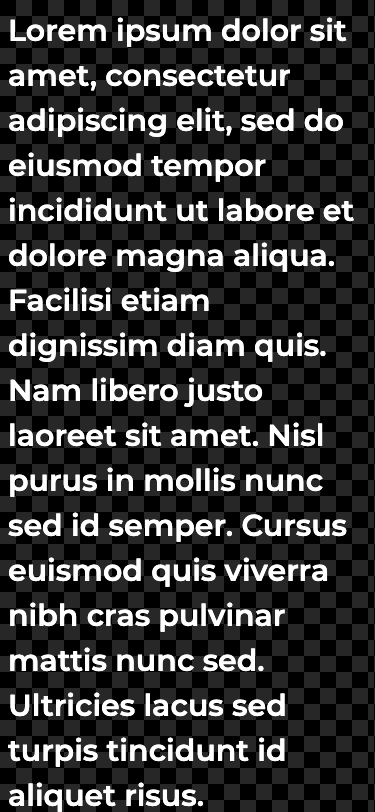 Lorem ipsum dolor sit
amet, consectetur
adipiscing elit, sed do
eiusmod tempor
incididunt ut labore et
dolore magna aliqua.
Facilisi etiam
dignissim diam quis.
Nam libero justo
laoreet sit amet. Nisl
purus in mollis nunc
sed id semper. Cursus
euismod quis viverra
nibh cras pulvinar
mattis nunc sed.
Ultricies lacus sed
turpis tincidunt id
aliquet risus.